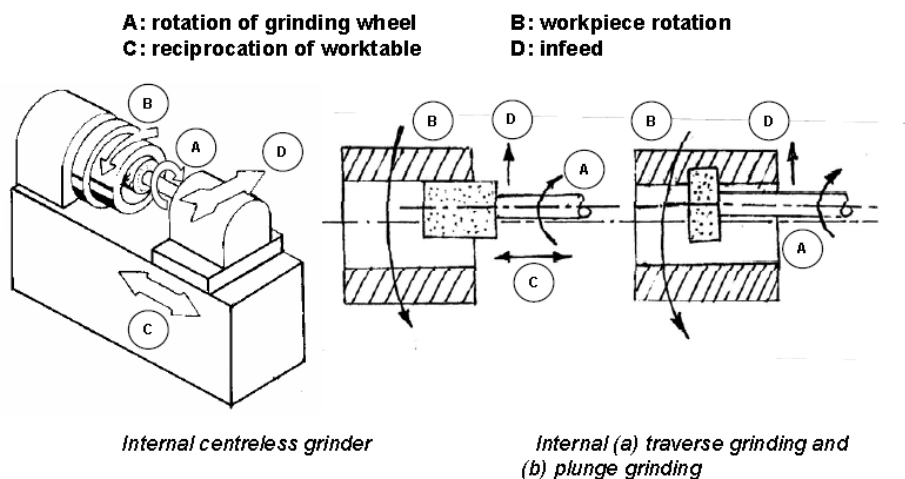 A: rotation of grinding wheel B: workpiece rotation
C: reciprocation of worktable D: infeed
B
A
D
C
B
D
A
C
B
D
A
Internal centreless grinder
Internal (a) traverse grinding and
(b) plunge grinding